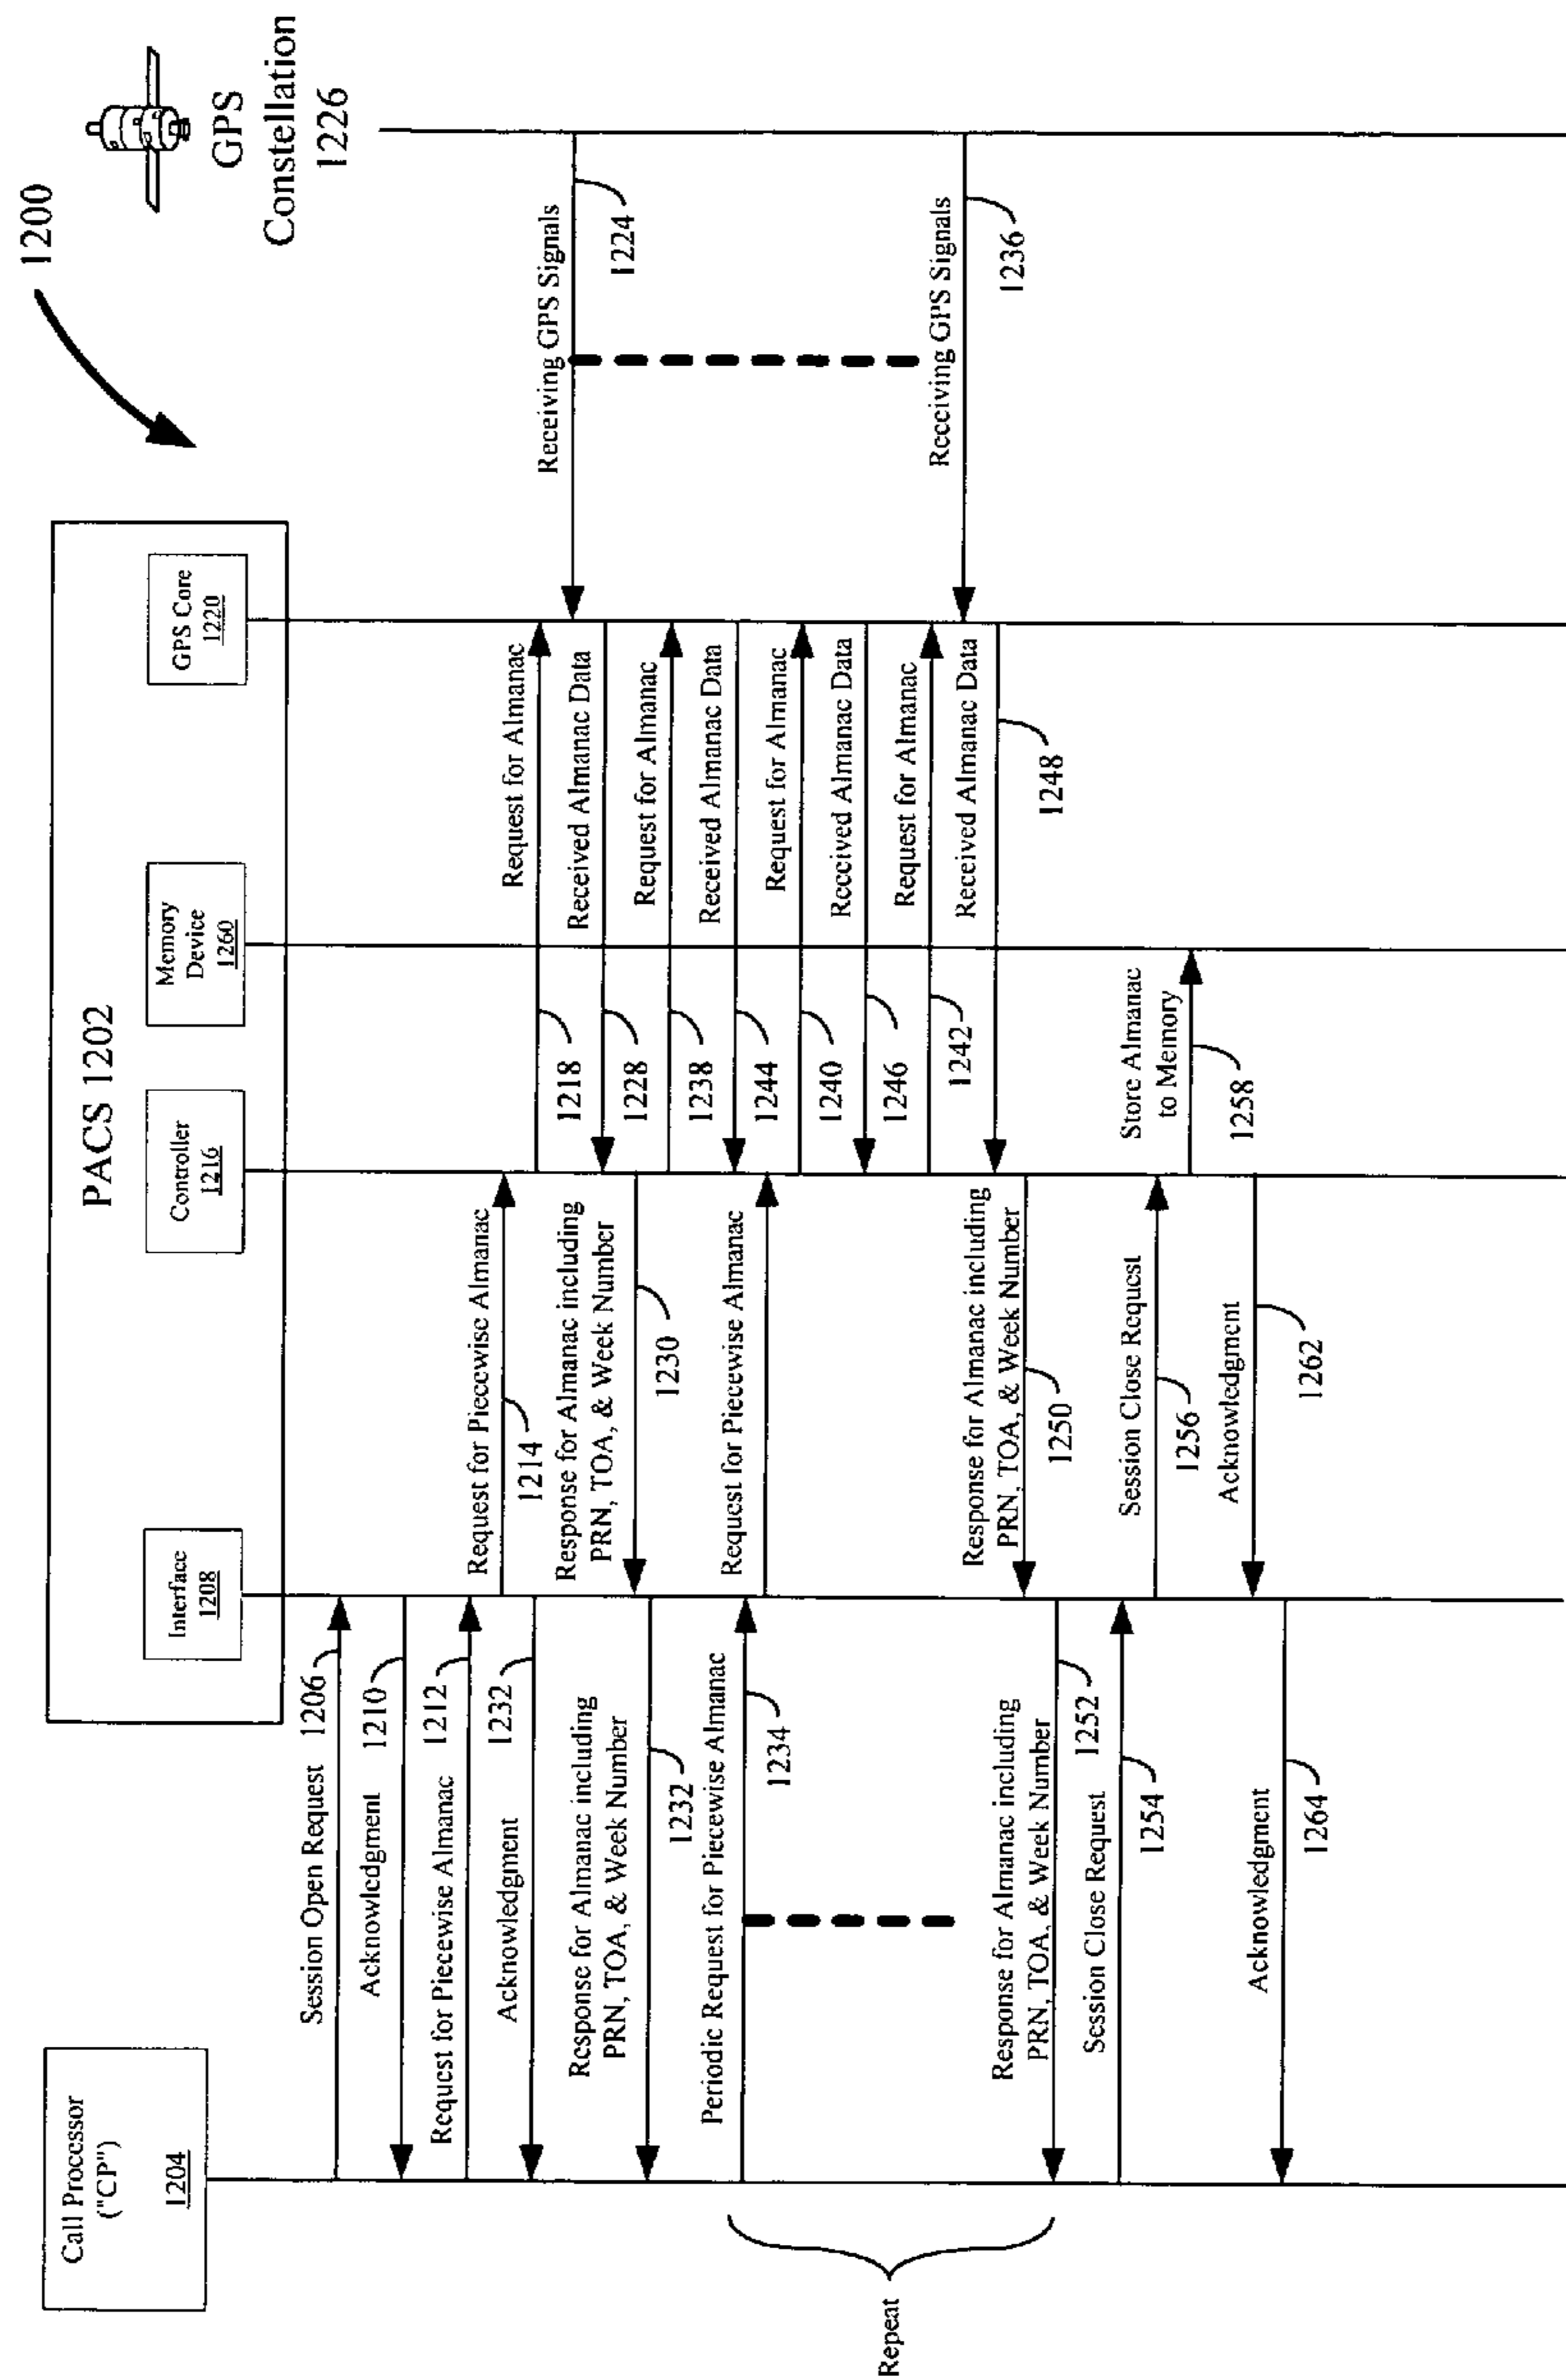 1200
GPS
Constellation
1226
PACS 1202
Call Processor
("CP")
1204
Interface
1208
Controller
1216
Memory
Device
1260
GPS Core
1220
Session Open Request
1206
Acknowledgment
1210
Request for Piecewise Almanac
1212
Request for Piecewise Almanac
1214
Acknowledgment
1232
Request for Almanac
1218
Receiving GPS Signals
1224
Received Almanac Data
1228
Response for Almanac including
PRN, TOA, & Week Number
1230
Response for Almanac including
PRN, TOA, & Week Number
1232
Request for Almanac
1238
Received Almanac Data
1244
Periodic Request for Piecewise Almanac
1234
Request for Piecewise Almanac
Request for Almanac
1240
Received Almanac Data
1246
Request for Almanac
1242
Receiving GPS Signals
1236
Received Almanac Data
1248
Response for Almanac including
PRN, TOA, & Week Number
1250
Response for Almanac including
PRN, TOA, & Week Number
1252
Repeat
Session Close Request
1254
Session Close Request
1256
Store Almanac
to Memory
1258
Acknowledgment
1262
Acknowledgment
1264